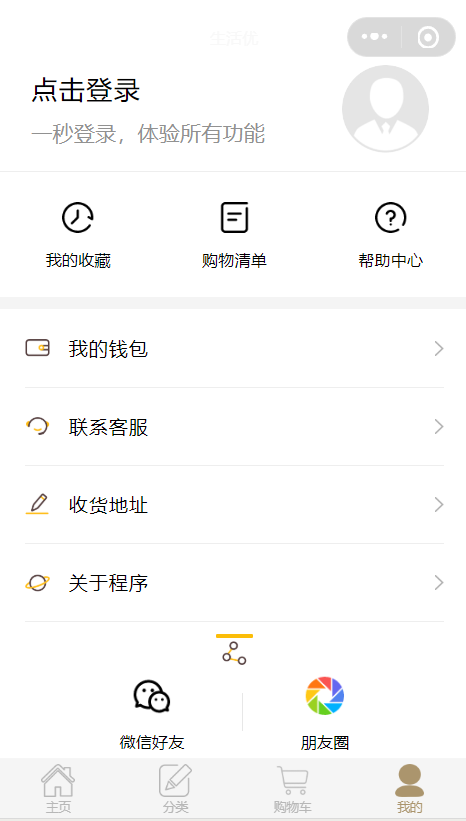 生活优
点击登录
一秒登录，体验所有功能
我的收藏
购物清单
帮助中心
我的钱包
联系客服
收货地址
关于程序
微信好友
朋友圈
主页
分类
购物车
我的